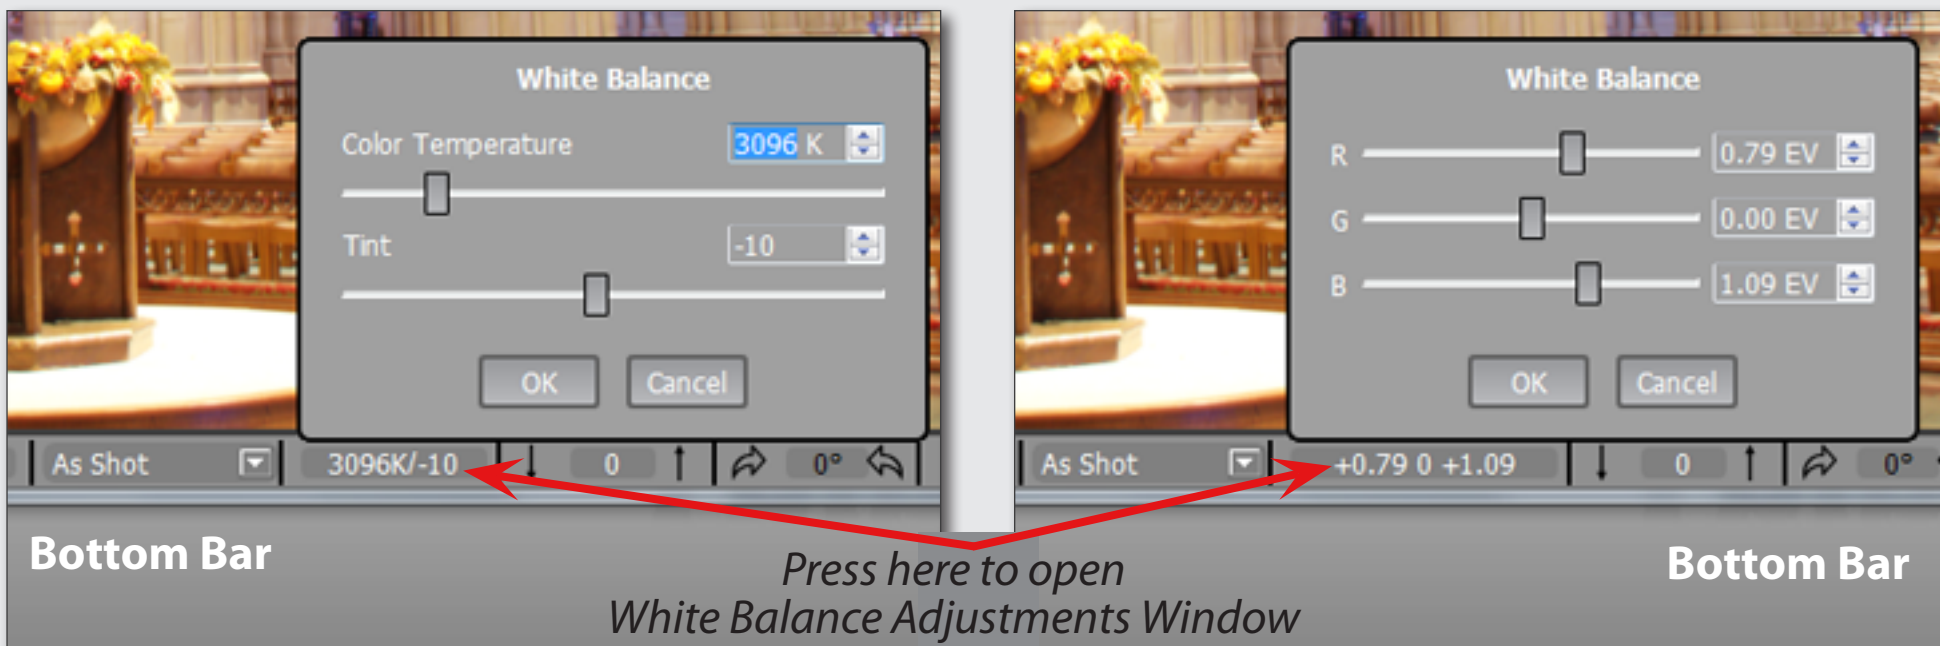 White Balance
Color Temperature 3096 K
Tint -10
OK Cancel
As Shot 3096K/-10 0 0°
Bottom Bar
White Balance
R 0.79 EV
G 0.00 EV
B 1.09 EV
OK Cancel
As Shot +0.79 0 +1.09 0 0°
Bottom Bar
Press here to open
White Balance Adjustments Window